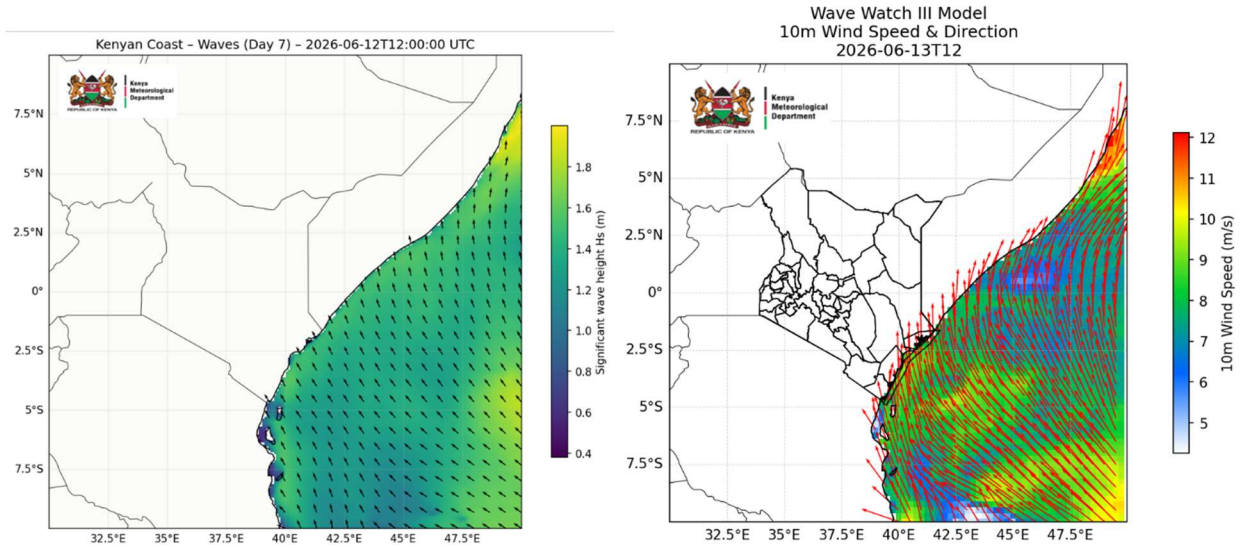 Kenyan Coast – Waves (Day 7) – 2026-06-12T12:00:00 UTC
Kenya
Meteorological
Department
REPUBLIC OF KENYA
7.5°N
5°N
2.5°N
0°
2.5°S
5°S
7.5°S
32.5°E 35°E 37.5°E 40°E 42.5°E 45°E 47.5°E
1.8
1.6
1.4
1.2
1.0
0.8
0.6
0.4
Significant wave height Hs (m)
Wave Watch III Model
10m Wind Speed & Direction
2026-06-13T12
Kenya
Meteorological
Department
REPUBLIC OF KENYA
7.5°N
5°N
2.5°N
0°
2.5°S
5°S
7.5°S
32.5°E 35°E 37.5°E 40°E 42.5°E 45°E 47.5°E
12
11
10
9
8
7
6
5
10m Wind Speed (m/s)